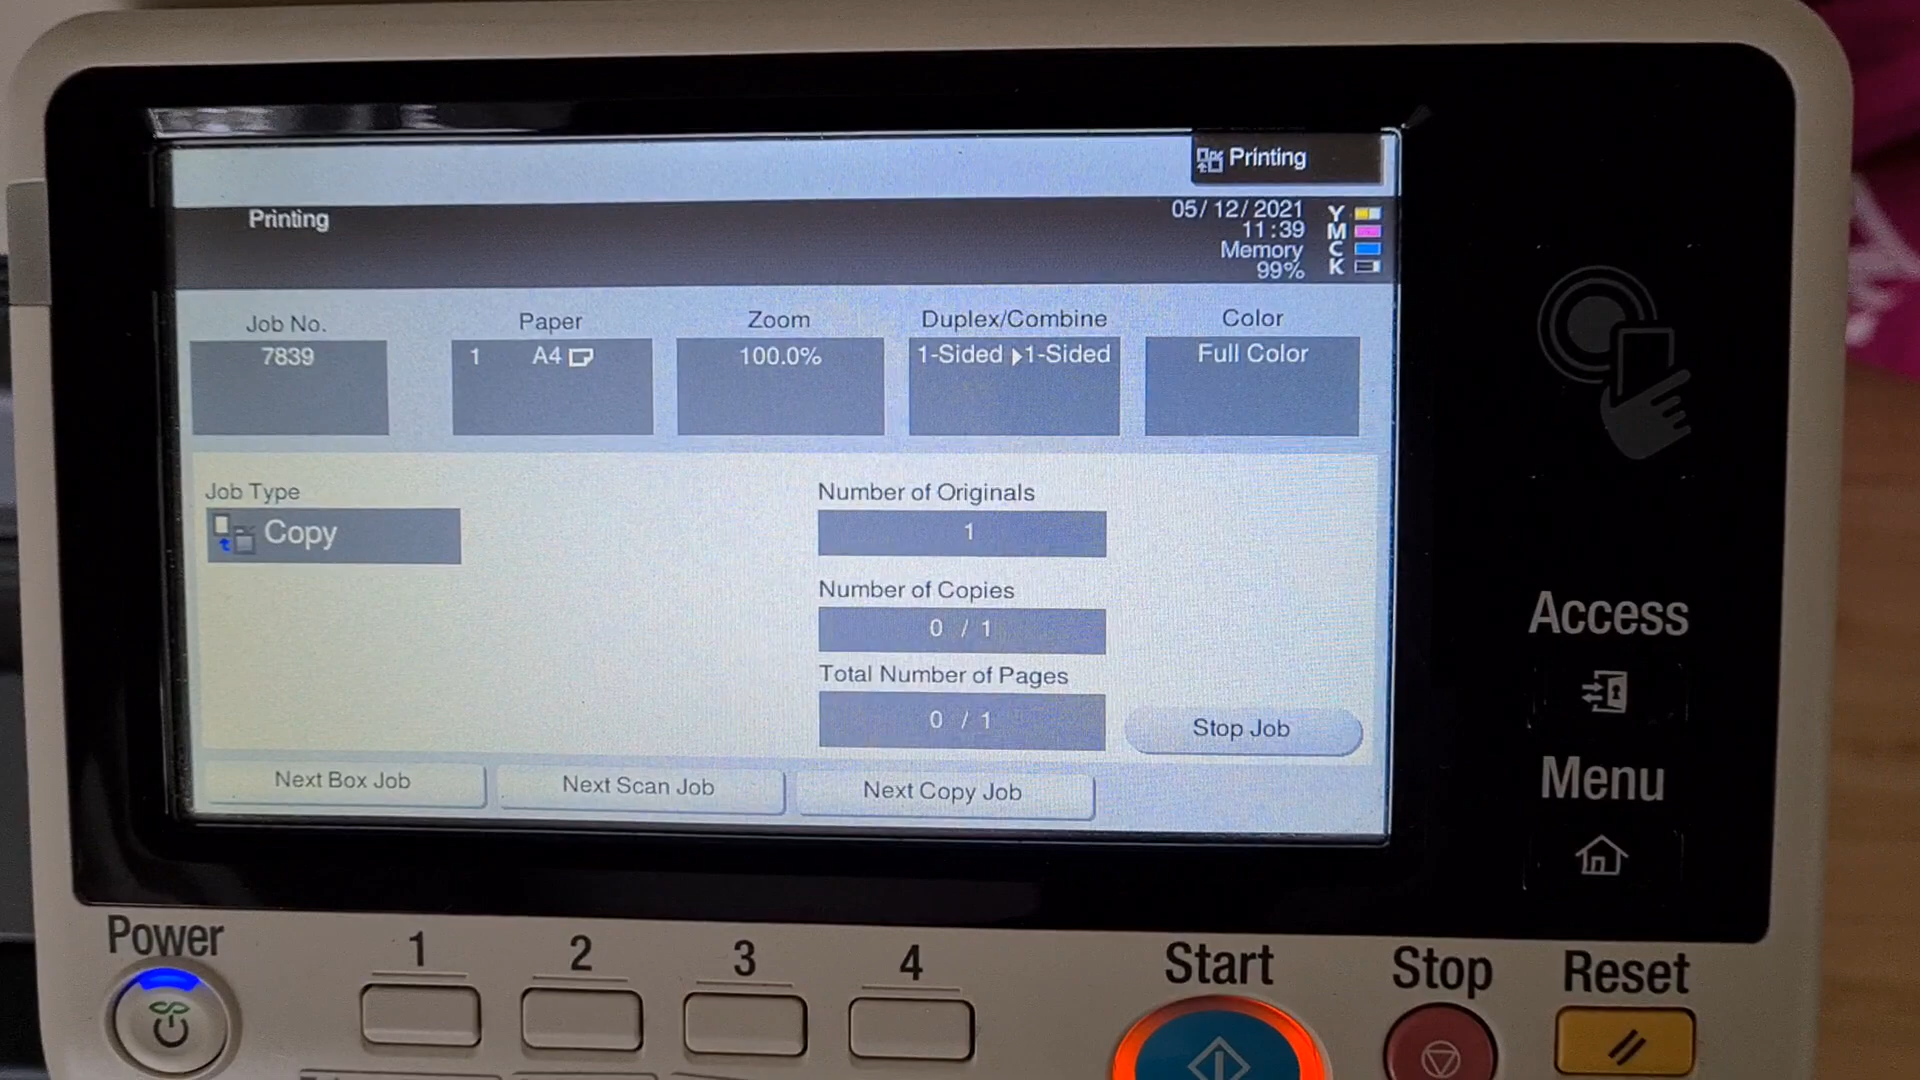 Printing
Printing
05/12/2021
11:39
Memory
99%
Y
M
C
K
Job No.
7839
Paper
1 A4
Zoom
100.0%
Duplex/Combine
1-Sided ▶1-Sided
Color
Full Color
Job Type
Copy
Number of Originals
1
Number of Copies
0 / 1
Total Number of Pages
0 / 1
Stop Job
Next Box Job
Next Scan Job
Next Copy Job
Access
Menu
Power
1
2
3
4
Start
Stop
Reset